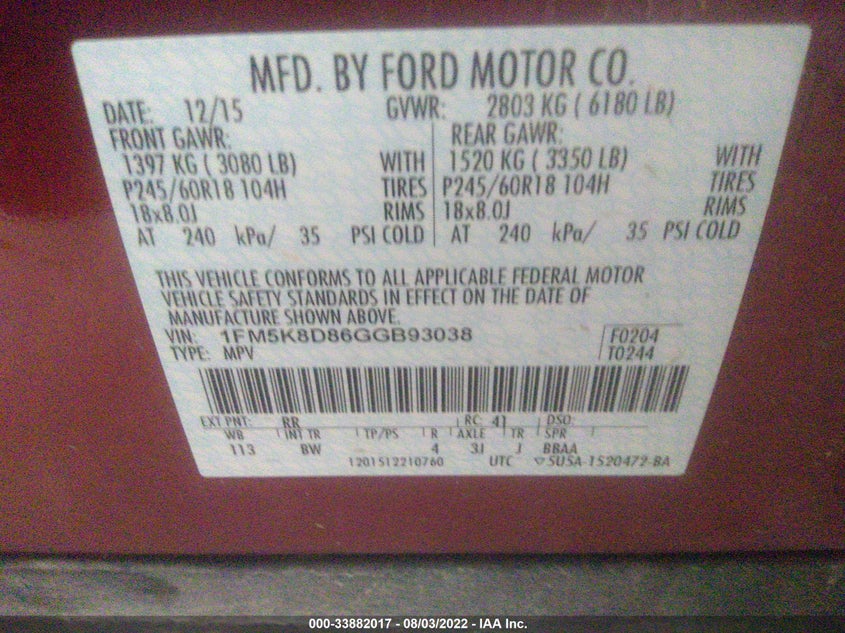 MFD. BY FORD MOTOR CO.
DATE: 12/15 GVWR: 2803 KG ( 6180 LB)
FRONT GAWR: REAR GAWR:
1397 KG ( 3080 LB) WITH 1520 KG ( 3350 LB) WITH
P245/60R18 104H TIRES P245/60R18 104H TIRES
18x8.0J RIMS 18x8.0J RIMS
AT 240 kPa/ 35 PSI COLD AT 240 kPa/ 35 PSI COLD
THIS VEHICLE CONFORMS TO ALL APPLICABLE FEDERAL MOTOR
VEHICLE SAFETY STANDARDS IN EFFECT ON THE DATE OF
MANUFACTURE SHOWN ABOVE.
VIN: 1FM5K8D86GGB93038 F0204
TYPE: MPV T0244
EXT PNT: RR RC: 41 DSO:
WB INT TR TP/PS R AXLE TR SPR
113 BW 4 3J J BBAA
1201512210760 UTC ▽SU5A-1520472-BA
000-33882017 - 08/03/2022 - IAA Inc.